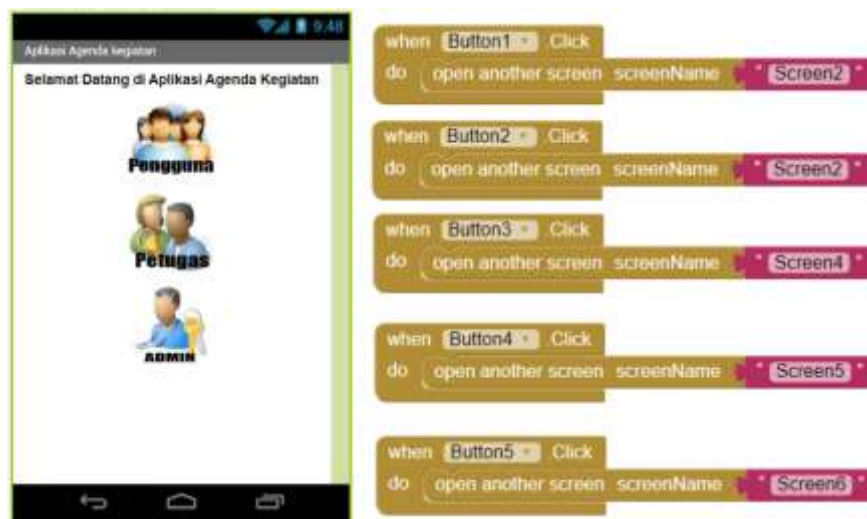 9.48
Aplikasi Agenda kegiatan
Selamat Datang di Aplikasi Agenda Kegiatan
Pengguna
Petugas
ADMIN
when Button1 Click
do open another screen screenName " Screen2 "
when Button2 Click
do open another screen screenName " Screen2 "
when Button3 Click
do open another screen screenName " Screen4 "
when Button4 Click
do open another screen screenName " Screen5 "
when Button5 Click
do open another screen screenName " Screen6 "